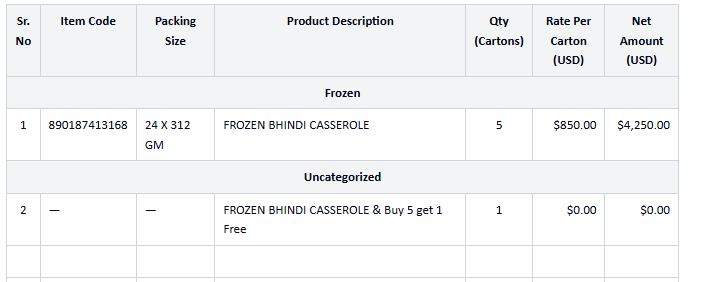 Sr. No Item Code Packing Size Product Description Qty (Cartons) Rate Per Carton (USD) Net Amount (USD)
Frozen
1 890187413168 24 X 312 GM FROZEN BHINDI CASSEROLE 5 $850.00 $4,250.00
Uncategorized
2 — — FROZEN BHINDI CASSEROLE & Buy 5 get 1 Free 1 $0.00 $0.00